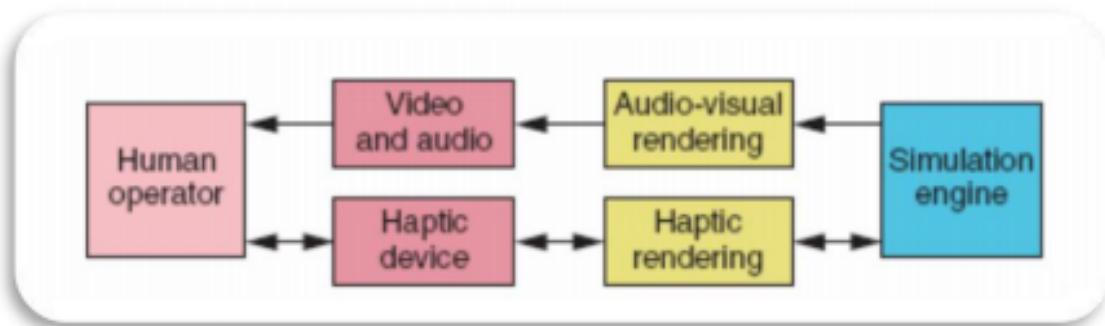 Human
operator
Video
and audio
Audio-visual
rendering
Simulation
engine
Haptic
device
Haptic
rendering